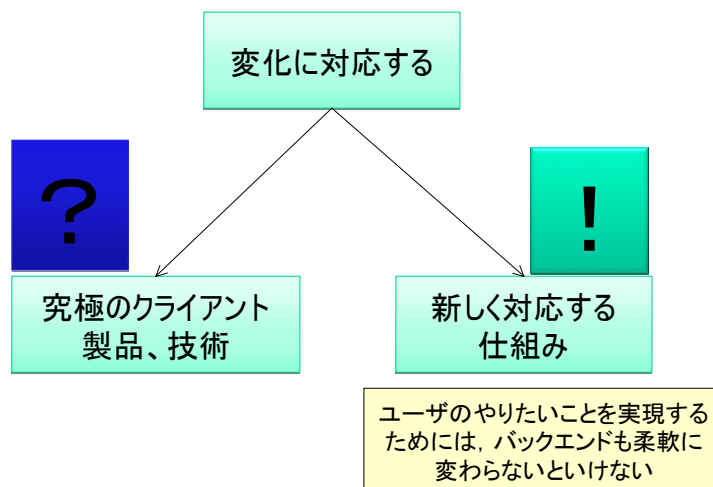 変化に対応する
？
！
究極のクライアント
製品、技術
新しく対応する
仕組み
ユーザのやりたいことを実現する
ためには，バックエンドも柔軟に
変わらないといけない